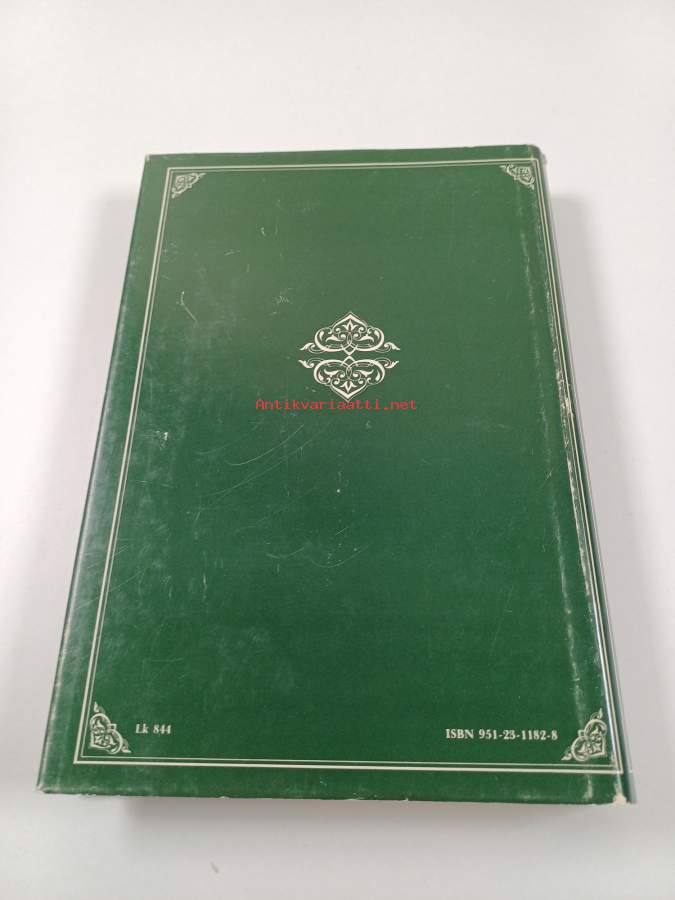 Antikvariaatti.net
Lk 844
ISBN 951-23-1182-8